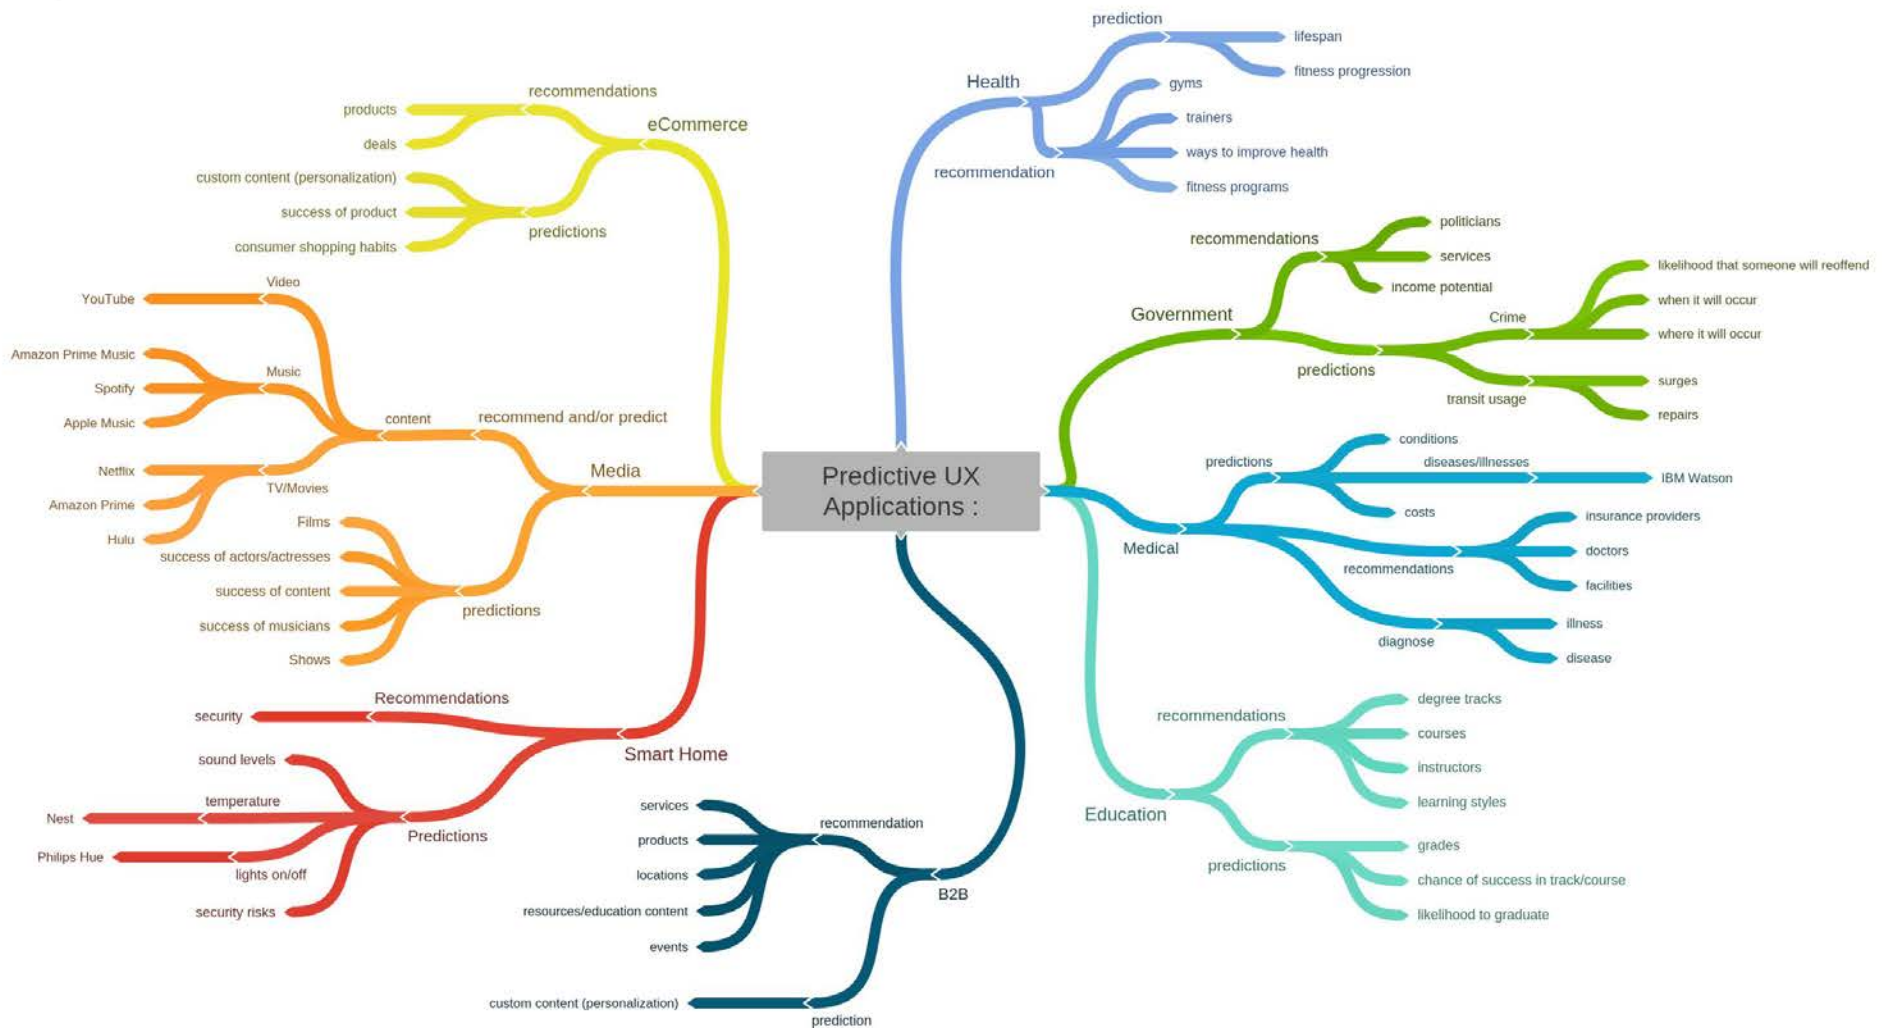 Predictive UX
Applications :
Health
prediction
lifespan
fitness progression
recommendation
gyms
trainers
ways to improve health
fitness programs
Government
recommendations
politicians
services
income potential
predictions
Crime
likelihood that someone will reoffend
when it will occur
where it will occur
transit usage
surges
repairs
Medical
predictions
conditions
diseases/illnesses
IBM Watson
costs
recommendations
insurance providers
doctors
facilities
diagnose
illness
disease
Education
recommendations
degree tracks
courses
instructors
learning styles
predictions
grades
chance of success in track/course
likelihood to graduate
eCommerce
recommendations
products
deals
predictions
custom content (personalization)
success of product
consumer shopping habits
Media
recommend and/or predict
content
Video
YouTube
Music
Amazon Prime Music
Spotify
Apple Music
TV/Movies
Netflix
Amazon Prime
Hulu
predictions
Films
success of actors/actresses
success of content
success of musicians
Shows
Smart Home
Recommendations
security
Predictions
sound levels
temperature
Nest
lights on/off
Philips Hue
security risks
B2B
recommendation
services
products
locations
resources/education content
events
prediction
custom content (personalization)